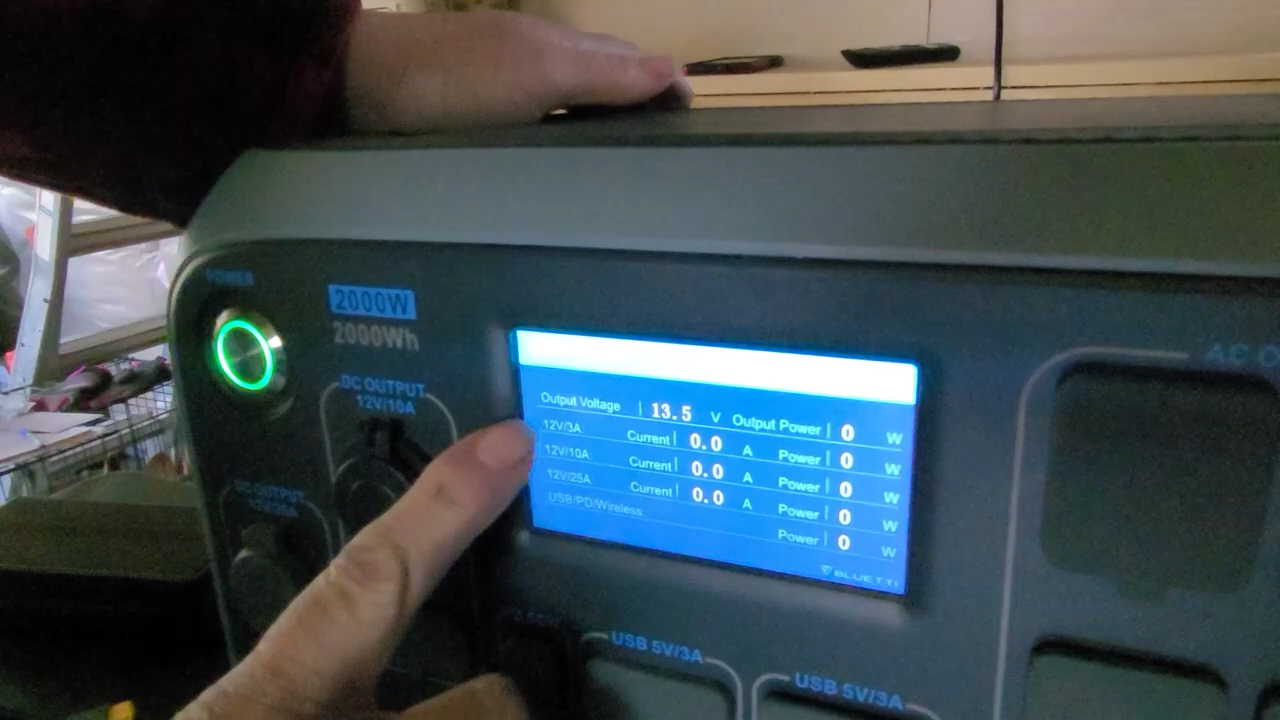 POWER
2000W
2000Wh
DC OUTPUT
12V/10A
DC OUTPUT
Output Voltage | 13.5 V Output Power | 0 W
12V/3A: Current | 0.0 A Power | 0 W
12V/10A: Current | 0.0 A Power | 0 W
12V/25A: Current | 0.0 A Power | 0 W
USB/PD/Wireless: Power | 0 W
BLUETTI
AC O
USB 5V/3A
USB 5V/3A